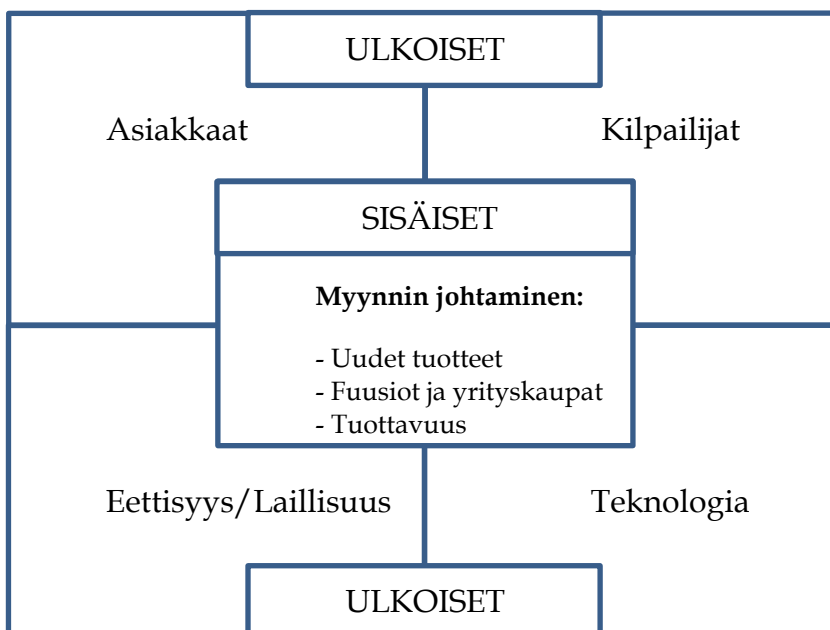 ULKOISET
Asiakkaat
Kilpailijat
SISÄISET
Myynnin johtaminen:
- Uudet tuotteet
- Fuusiot ja yrityskaupat
- Tuottavuus
Eettisyys/Laillisuus
Teknologia
ULKOISET